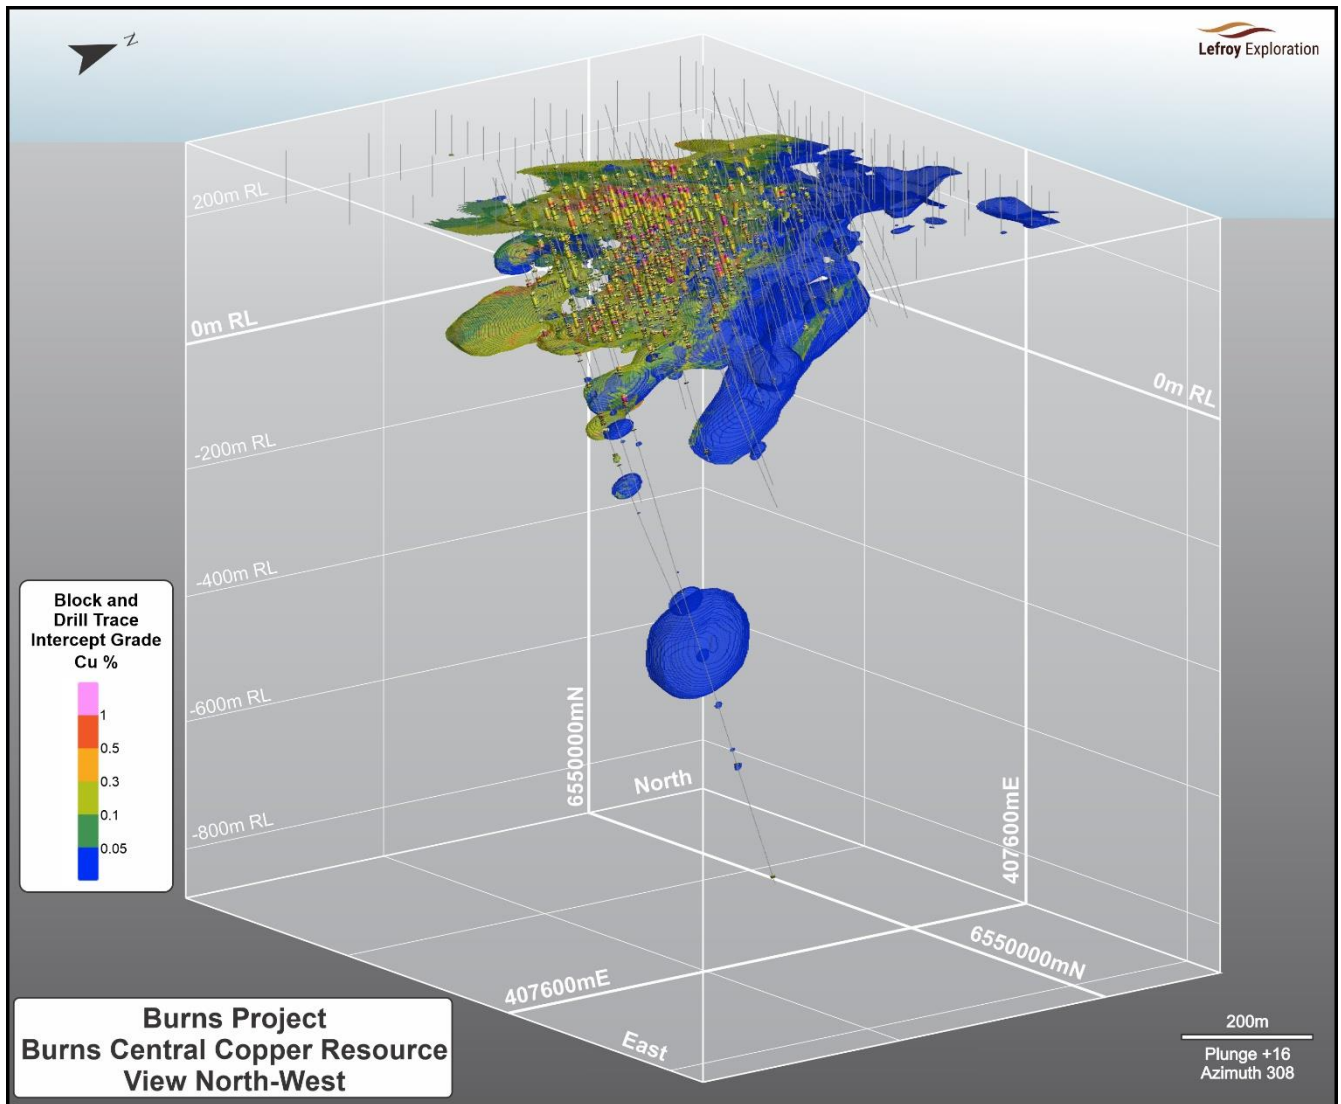 N
Lefroy Exploration
200m RL
0m RL
0m RL
-200m RL
-400m RL
-600m RL
-800m RL
6550000mN
North
407600mE
6550000mN
407600mE
East
Block and
Drill Trace
Intercept Grade
Cu %
1
0.5
0.3
0.1
0.05
Burns Project
Burns Central Copper Resource
View North-West
200m
Plunge +16
Azimuth 308